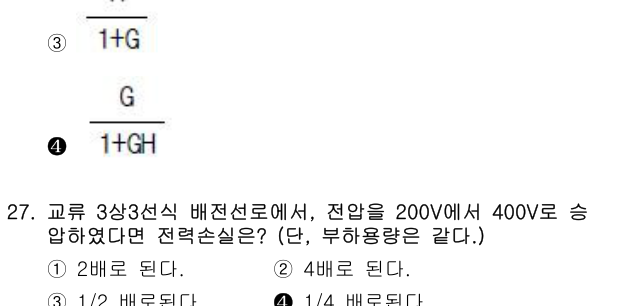 ③ 1+G
G
❹ 1+GH
27. 교류 3상3선식 배전선로에서, 전압을 200V에서 400V로 승
압하였다면 전력손실은? (단, 부하용량은 같다.)
① 2배로 된다. ② 4배로 된다.
③ 1/2 배로된다 ❹ 1/4 배로된다